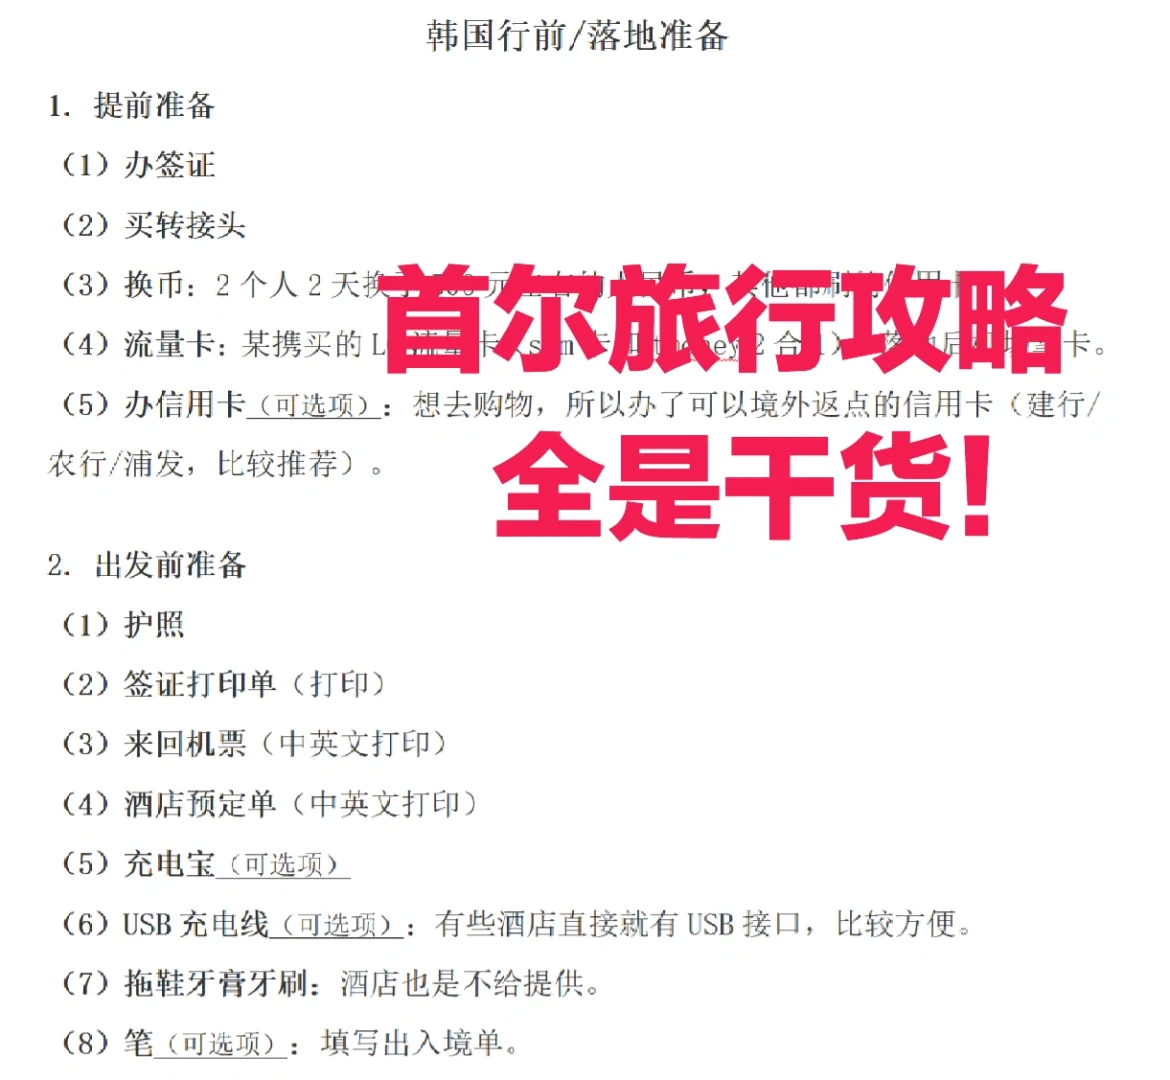 韩国行前/落地准备
1. 提前准备
（1）办签证
（2）买转接头
（3）换币：2个人2天换
首尔旅行攻略
（4）流量卡：某携买的L 卡。
（5）办信用卡（可选项）：想去购物，所以办了可以境外返点的信用卡（建行/
农行/浦发，比较推荐）。
全是干货!
2. 出发前准备
（1）护照
（2）签证打印单（打印）
（3）来回机票（中英文打印）
（4）酒店预定单（中英文打印）
（5）充电宝（可选项）
（6）USB充电线（可选项）：有些酒店直接就有USB接口，比较方便。
（7）拖鞋牙膏牙刷：酒店也是不给提供。
（8）笔（可选项）：填写出入境单。